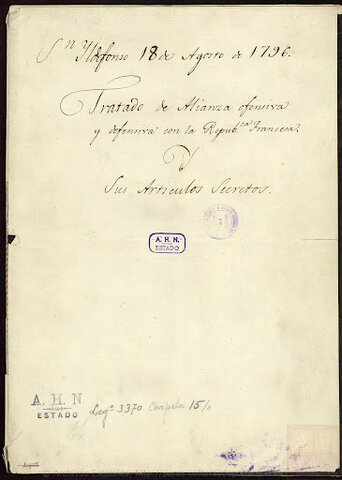 S.n Yldefonso 18 de Agosto de 1796.
Tratado de Alianza ofensiva
y defensiva con la Repub.ca Francesa.
Y
Sus Articulos Secretos.
A.H.N.
ESTADO
A.H.N
ESTADO
Leg.o 3370 Carpeta 15/1